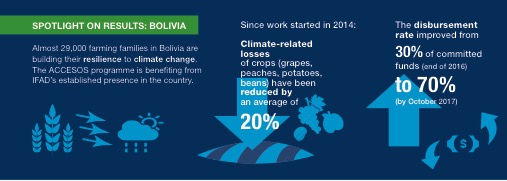 SPOTLIGHT ON RESULTS: BOLIVIA
Almost 29,000 farming families in Bolivia are
building their resilience to climate change.
The ACCESOS programme is benefiting from
IFAD's established presence in the country.
Since work started in 2014:
Climate-related
losses
of crops (grapes,
peaches, potatoes,
beans) have been
reduced by
an average of
20%
The disbursement
rate improved from
30% of committed
funds (end of 2016)
to 70%
(by October 2017)
$